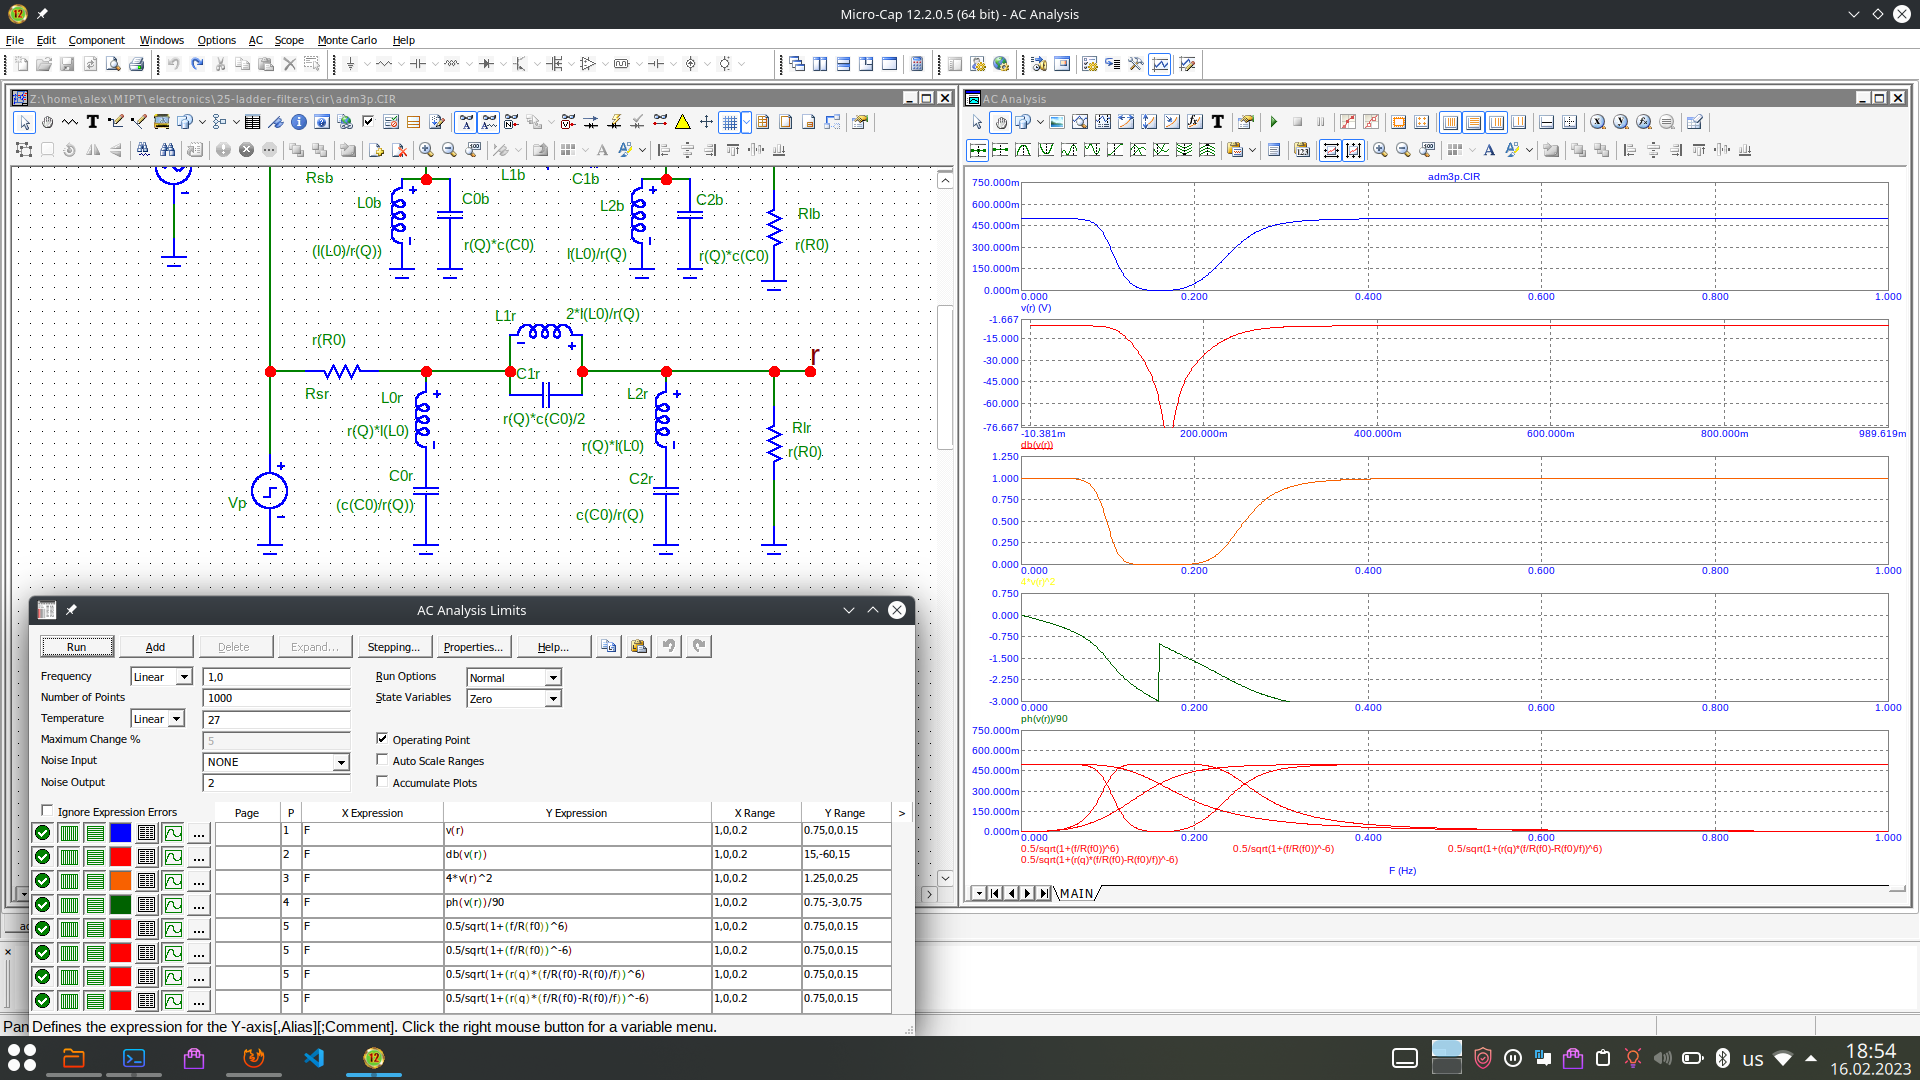 Micro-Cap 12.2.0.5 (64 bit) - AC Analysis
File Edit Component Windows Options AC Scope Monte Carlo Help
Z:\home\alex\MIPT\electronics\25-ladder-filters\cir\adm3p.CIR
AC Analysis
Rsb
L1b
C1b
L0b
C0b
L2b
C2b
Rlb
(l(L0)/r(Q))
r(Q)*c(C0)
l(L0)/r(Q)
r(Q)*c(C0)
r(R0)
L1r
2*l(L0)/r(Q)
r(R0)
r
C1r
Rsr
L0r
L2r
r(Q)*c(C0)/2
r(Q)*l(L0)
r(Q)*l(L0)
Rlr
r(R0)
C0r
C2r
Vp
(c(C0)/r(Q))
c(C0)/r(Q)
adm3p.CIR
750.000m
600.000m
450.000m
300.000m
150.000m
0.000m
0.000 0.200 0.400 0.600 0.800 1.000
v(r) (V)
-1.667
-15.000
-30.000
-45.000
-60.000
-76.667
-10.381m 200.000m 400.000m 600.000m 800.000m 989.619m
db(v(r))
1.250
1.000
0.750
0.500
0.250
0.000
0.000 0.200 0.400 0.600 0.800 1.000
4*v(r)^2
0.750
0.000
-0.750
-1.500
-2.250
-3.000
0.000 0.200 0.400 0.600 0.800 1.000
ph(v(r))/90
750.000m
600.000m
450.000m
300.000m
150.000m
0.000m
0.000 0.200 0.400 0.600 0.800 1.000
0.5/sqrt(1+(f/R(f0))^6) 0.5/sqrt(1+(f/R(f0))^-6) 0.5/sqrt(1+(r(q)*(f/R(f0)-R(f0)/f))^6)
0.5/sqrt(1+(r(q)*(f/R(f0)-R(f0)/f))^-6)
F (Hz)
MAIN
AC Analysis Limits
Run Add Delete Expand... Stepping... Properties... Help...
Frequency Linear 1,0 Run Options Normal
Number of Points 1000 State Variables Zero
Temperature Linear 27
Maximum Change % 5 Operating Point
Noise Input NONE Auto Scale Ranges
Noise Output 2 Accumulate Plots
Ignore Expression Errors Page P X Expression Y Expression X Range Y Range >
1 F v(r) 1,0,0.2 0.75,0,0.15
2 F db(v(r)) 1,0,0.2 15,-60,15
3 F 4*v(r)^2 1,0,0.2 1.25,0,0.25
4 F ph(v(r))/90 1,0,0.2 0.75,-3,0.75
5 F 0.5/sqrt(1+(f/R(f0))^6) 1,0,0.2 0.75,0,0.15
5 F 0.5/sqrt(1+(f/R(f0))^-6) 1,0,0.2 0.75,0,0.15
5 F 0.5/sqrt(1+(r(q)*(f/R(f0)-R(f0)/f))^6) 1,0,0.2 0.75,0,0.15
5 F 0.5/sqrt(1+(r(q)*(f/R(f0)-R(f0)/f))^-6) 1,0,0.2 0.75,0,0.15
Pan Defines the expression for the Y-axis[,Alias][;Comment]. Click the right mouse button for a variable menu.
us
18:54
16.02.2023